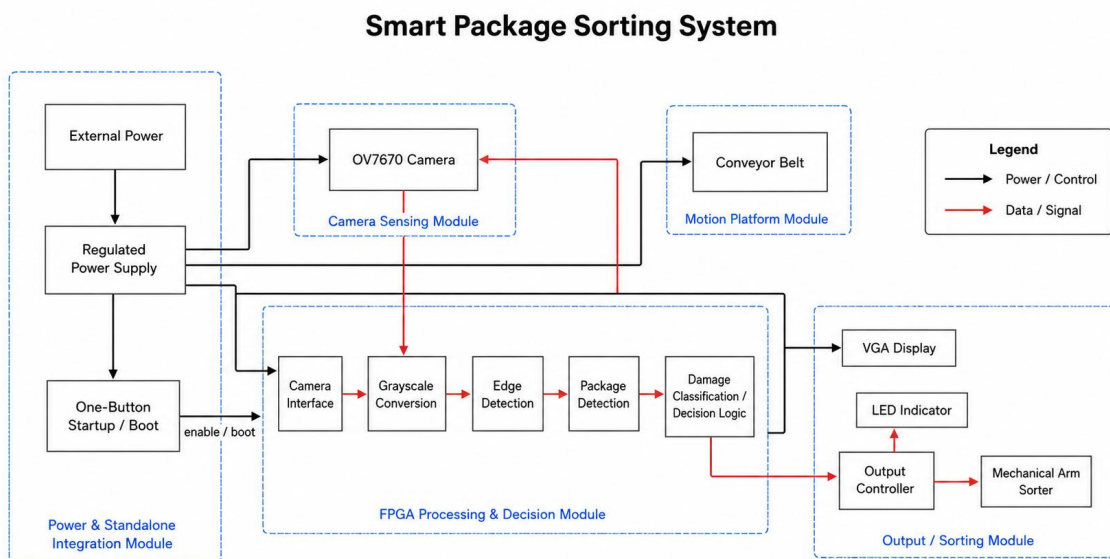 Smart Package Sorting System
External Power
Regulated
Power Supply
One-Button
Startup / Boot
enable / boot
Power & Standalone
Integration Module
OV7670 Camera
Camera Sensing Module
Conveyor Belt
Motion Platform Module
Legend
Power / Control
Data / Signal
Camera
Interface
Grayscale
Conversion
Edge
Detection
Package
Detection
Damage
Classification /
Decision Logic
FPGA Processing & Decision Module
VGA Display
LED Indicator
Output
Controller
Mechanical Arm
Sorter
Output / Sorting Module